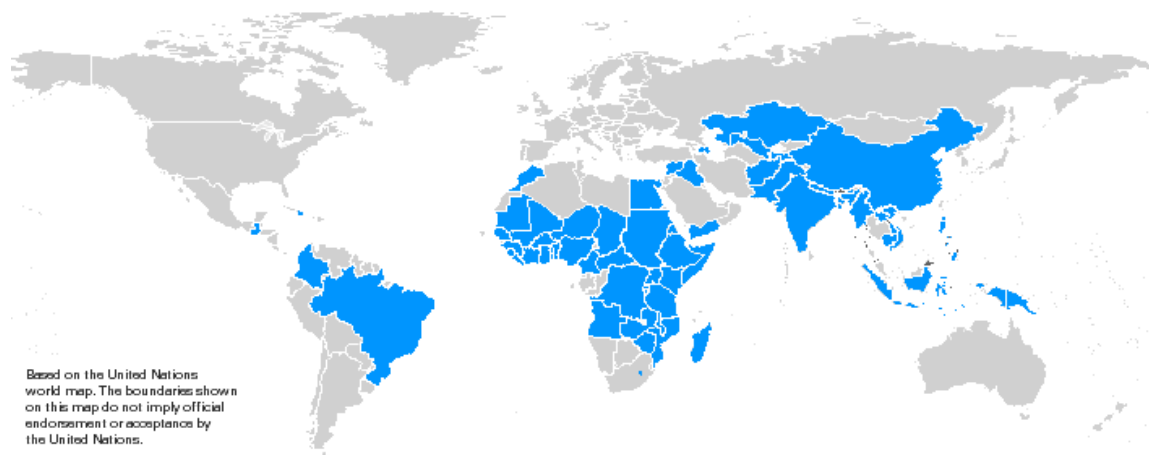 Based on the United Nations
world map. The boundaries shown
on this map do not imply official
endorsement or acceptance by
the United Nations.